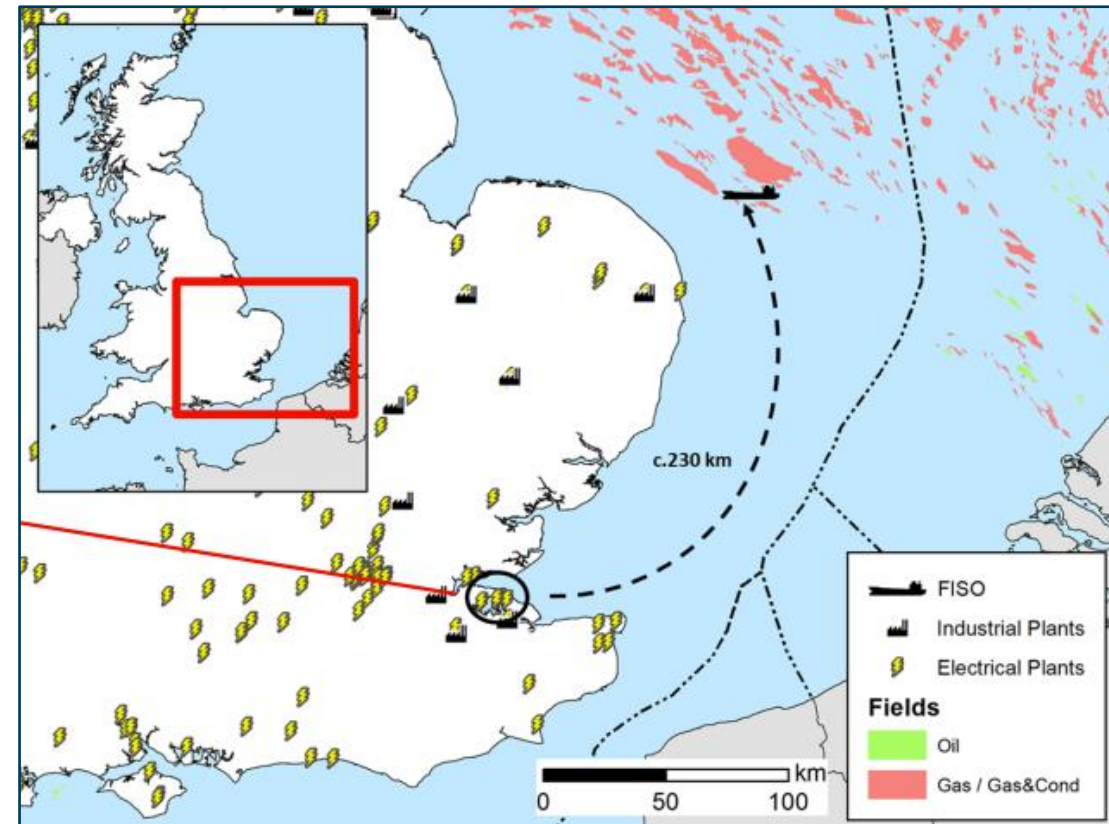 c.230 km
FISO
Industrial Plants
Electrical Plants
Fields
Oil
Gas / Gas&Cond
km
0 50 100